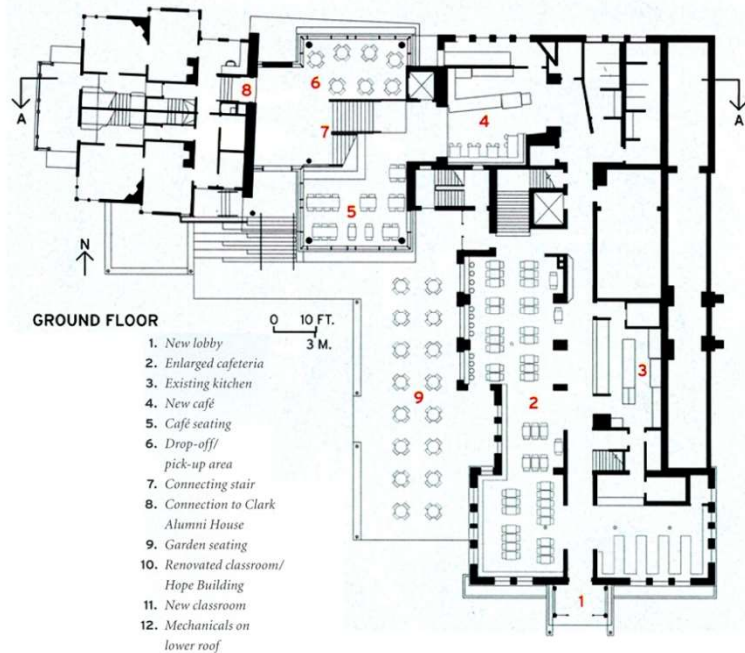 6
8
7
4
5
A
A
N
GROUND FLOOR
0 10 FT.
3 M.
3
2
9
1
1. New lobby
2. Enlarged cafeteria
3. Existing kitchen
4. New café
5. Café seating
6. Drop-off/
pick-up area
7. Connecting stair
8. Connection to Clark
Alumni House
9. Garden seating
10. Renovated classroom/
Hope Building
11. New classroom
12. Mechanicals on
lower roof